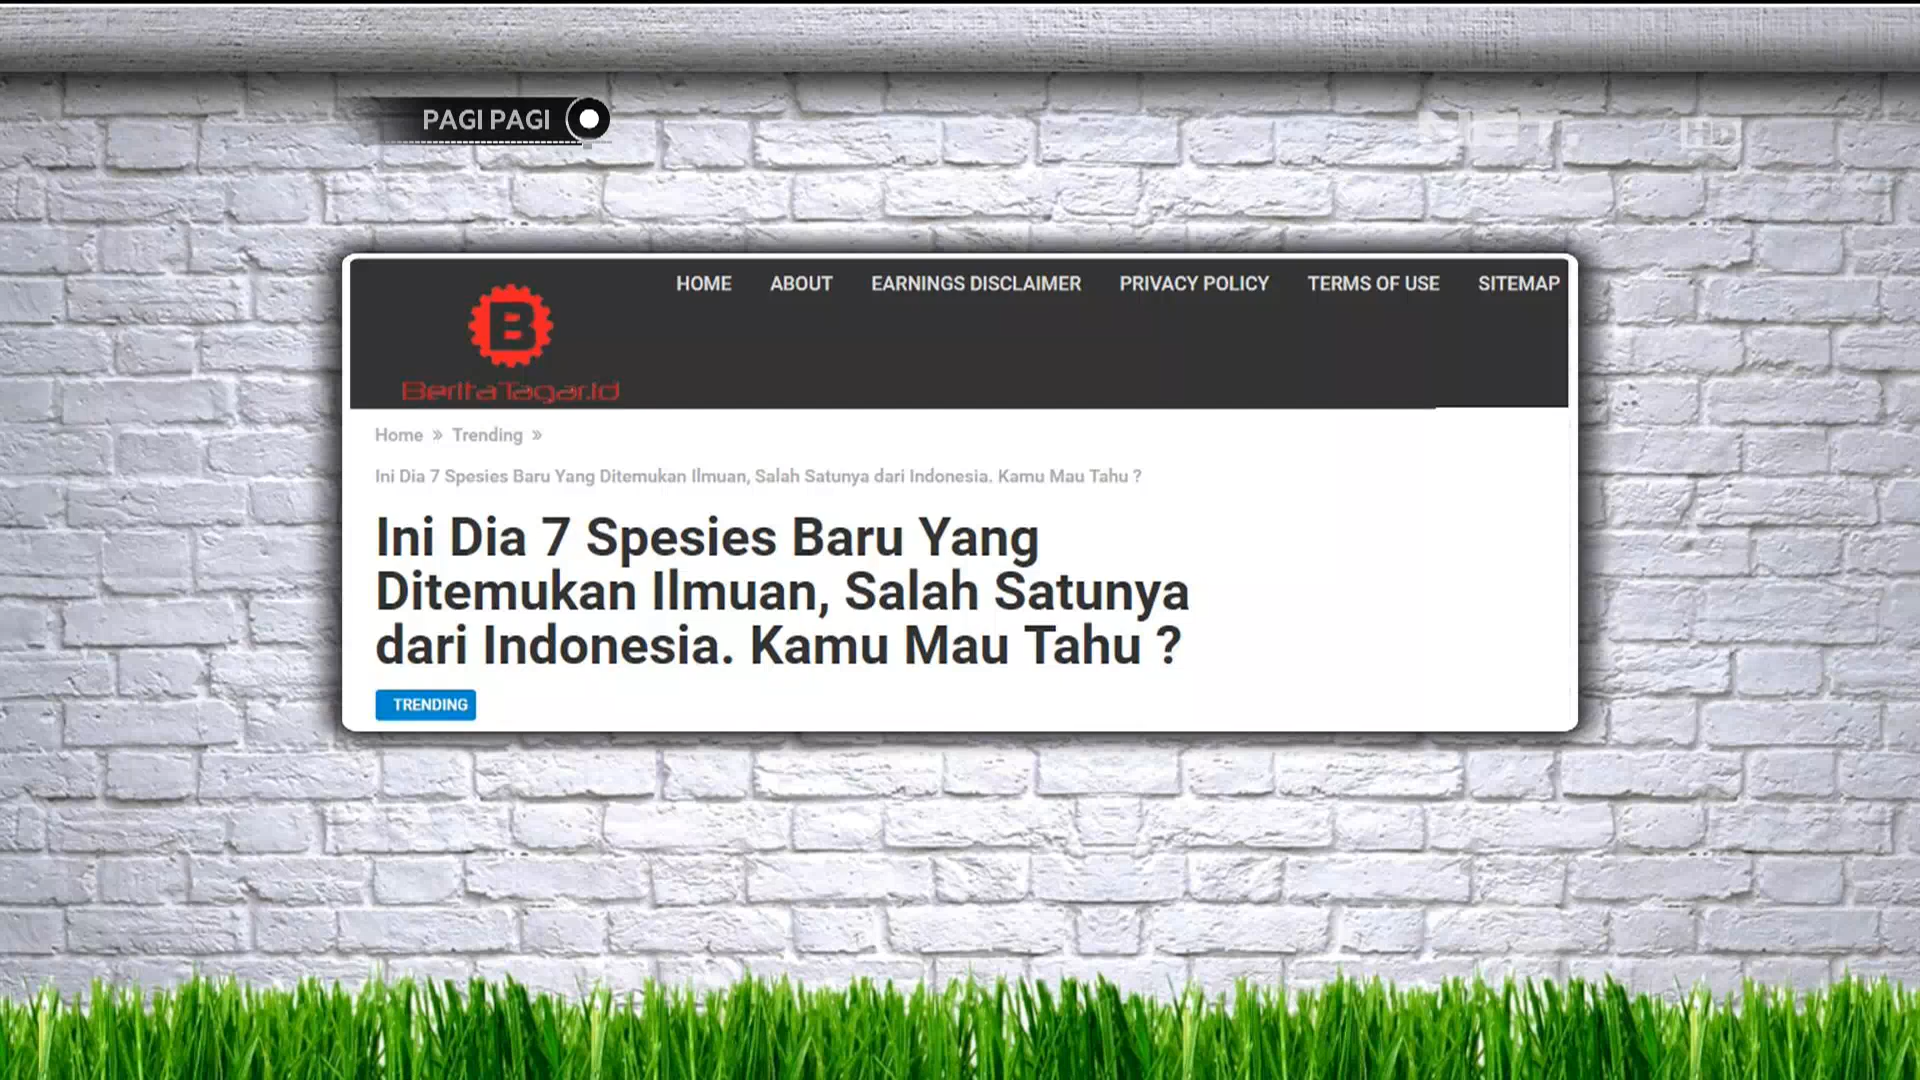 PAGI PAGI
NET.
HD
HOME ABOUT EARNINGS DISCLAIMER PRIVACY POLICY TERMS OF USE SITEMAP
B
BeritaTagar.id
Home » Trending »
Ini Dia 7 Spesies Baru Yang Ditemukan Ilmuan, Salah Satunya dari Indonesia. Kamu Mau Tahu ?
Ini Dia 7 Spesies Baru Yang
Ditemukan Ilmuan, Salah Satunya
dari Indonesia. Kamu Mau Tahu ?
TRENDING